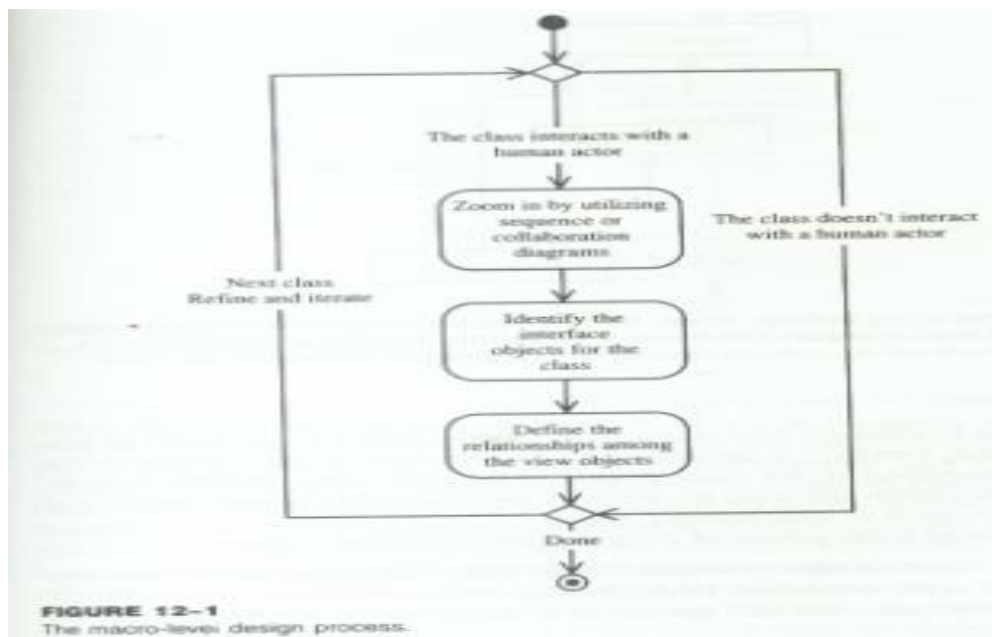 The class interacts with a
human actor
Zoom in by utilizing
sequence or
collaboration
diagrams
The class doesn't interact
with a human actor
Next class
Refine and iterate
Identify the
interface
objects for the
class
Define the
relationships among
the view objects
Done
FIGURE 12-1
The macro-level design process.